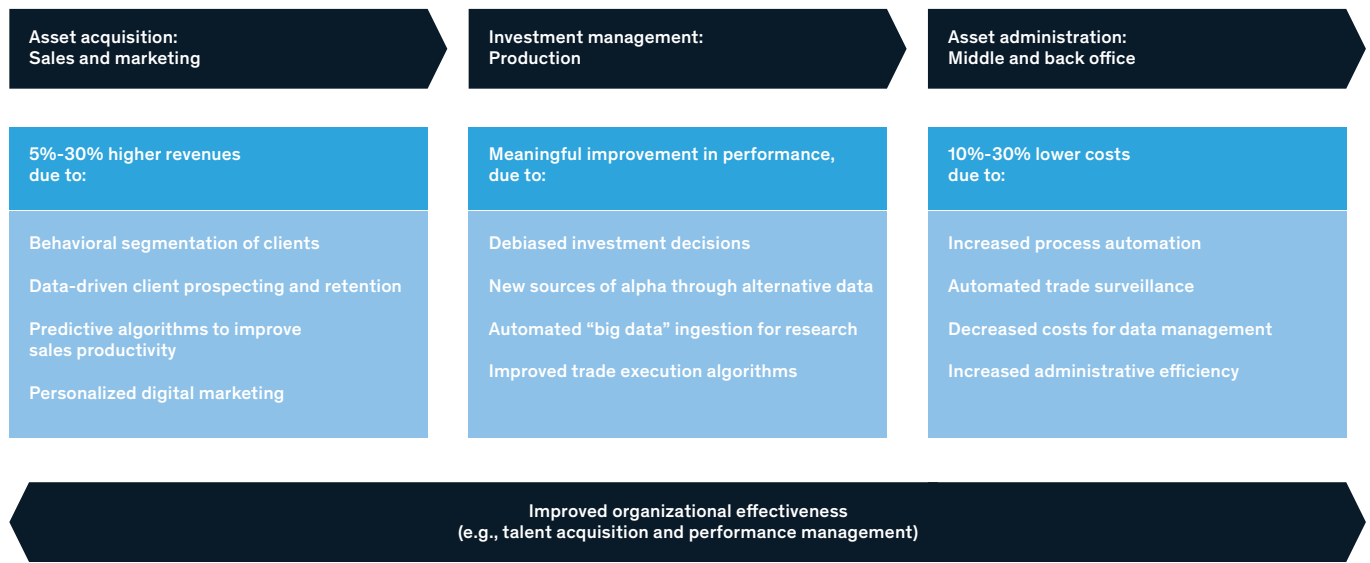 Asset acquisition:
Sales and marketing
Investment management:
Production
Asset administration:
Middle and back office
5%-30% higher revenues
due to:
Meaningful improvement in performance,
due to:
10%-30% lower costs
due to:
Behavioral segmentation of clients
Data-driven client prospecting and retention
Predictive algorithms to improve
sales productivity
Personalized digital marketing
Debiased investment decisions
New sources of alpha through alternative data
Automated “big data” ingestion for research
Improved trade execution algorithms
Increased process automation
Automated trade surveillance
Decreased costs for data management
Increased administrative efficiency
Improved organizational effectiveness
(e.g., talent acquisition and performance management)